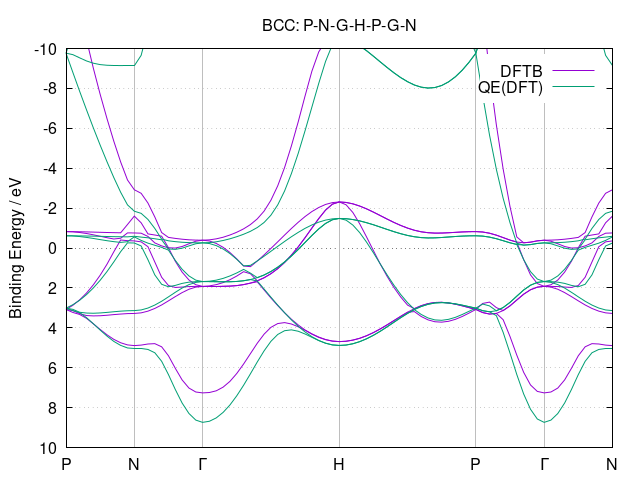 BCC: P-N-G-H-P-G-N
DFTB
QE(DFT)
Binding Energy / eV
-10
-8
-6
-4
-2
0
2
4
6
8
10
P N Γ H P Γ N